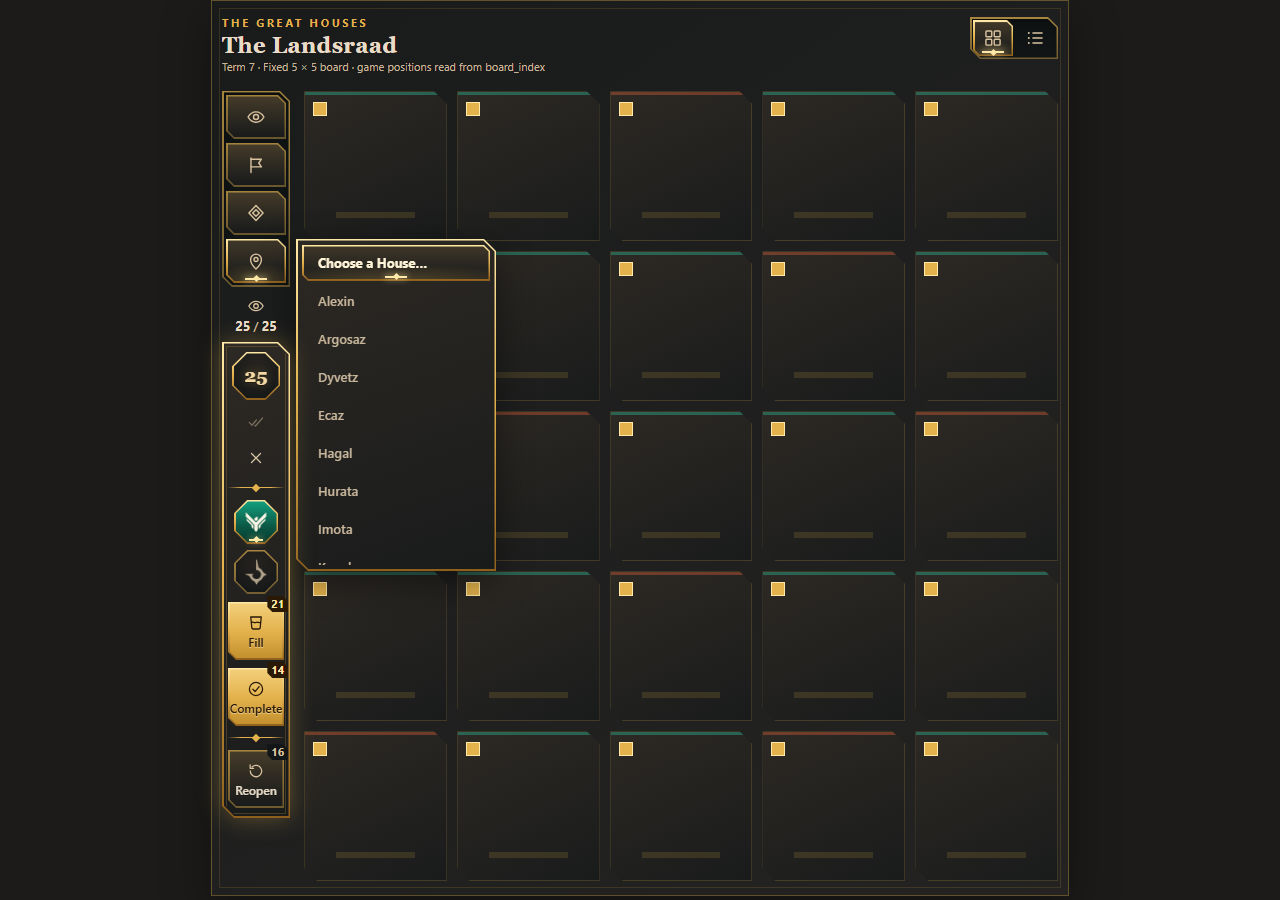 THE GREAT HOUSES
The Landsraad
Term 7 · Fixed 5 × 5 board · game positions read from board_index
25 / 25
25
21
Fill
14
Complete
16
Reopen
Choose a House...
Alexin
Argosaz
Dyvetz
Ecaz
Hagal
Hurata
Imota